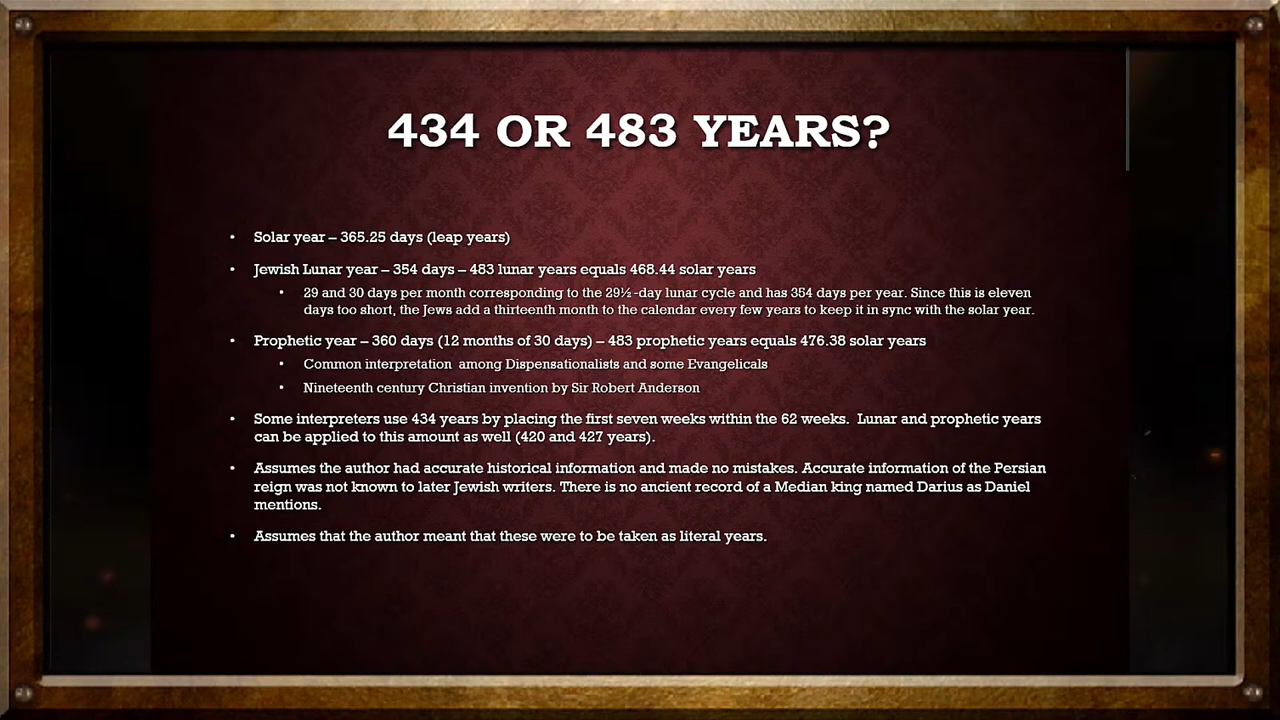 434 OR 483 YEARS?
• Solar year – 365.25 days (leap years)
• Jewish Lunar year – 354 days – 483 lunar years equals 468.44 solar years
• 29 and 30 days per month corresponding to the 29½-day lunar cycle and has 354 days per year. Since this is eleven
days too short, the Jews add a thirteenth month to the calendar every few years to keep it in sync with the solar year.
• Prophetic year – 360 days (12 months of 30 days) – 483 prophetic years equals 476.38 solar years
• Common interpretation among Dispensationalists and some Evangelicals
• Nineteenth century Christian invention by Sir Robert Anderson
• Some interpreters use 434 years by placing the first seven weeks within the 62 weeks. Lunar and prophetic years
can be applied to this amount as well (420 and 427 years).
• Assumes the author had accurate historical information and made no mistakes. Accurate information of the Persian
reign was not known to later Jewish writers. There is no ancient record of a Median king named Darius as Daniel
mentions.
• Assumes that the author meant that these were to be taken as literal years.